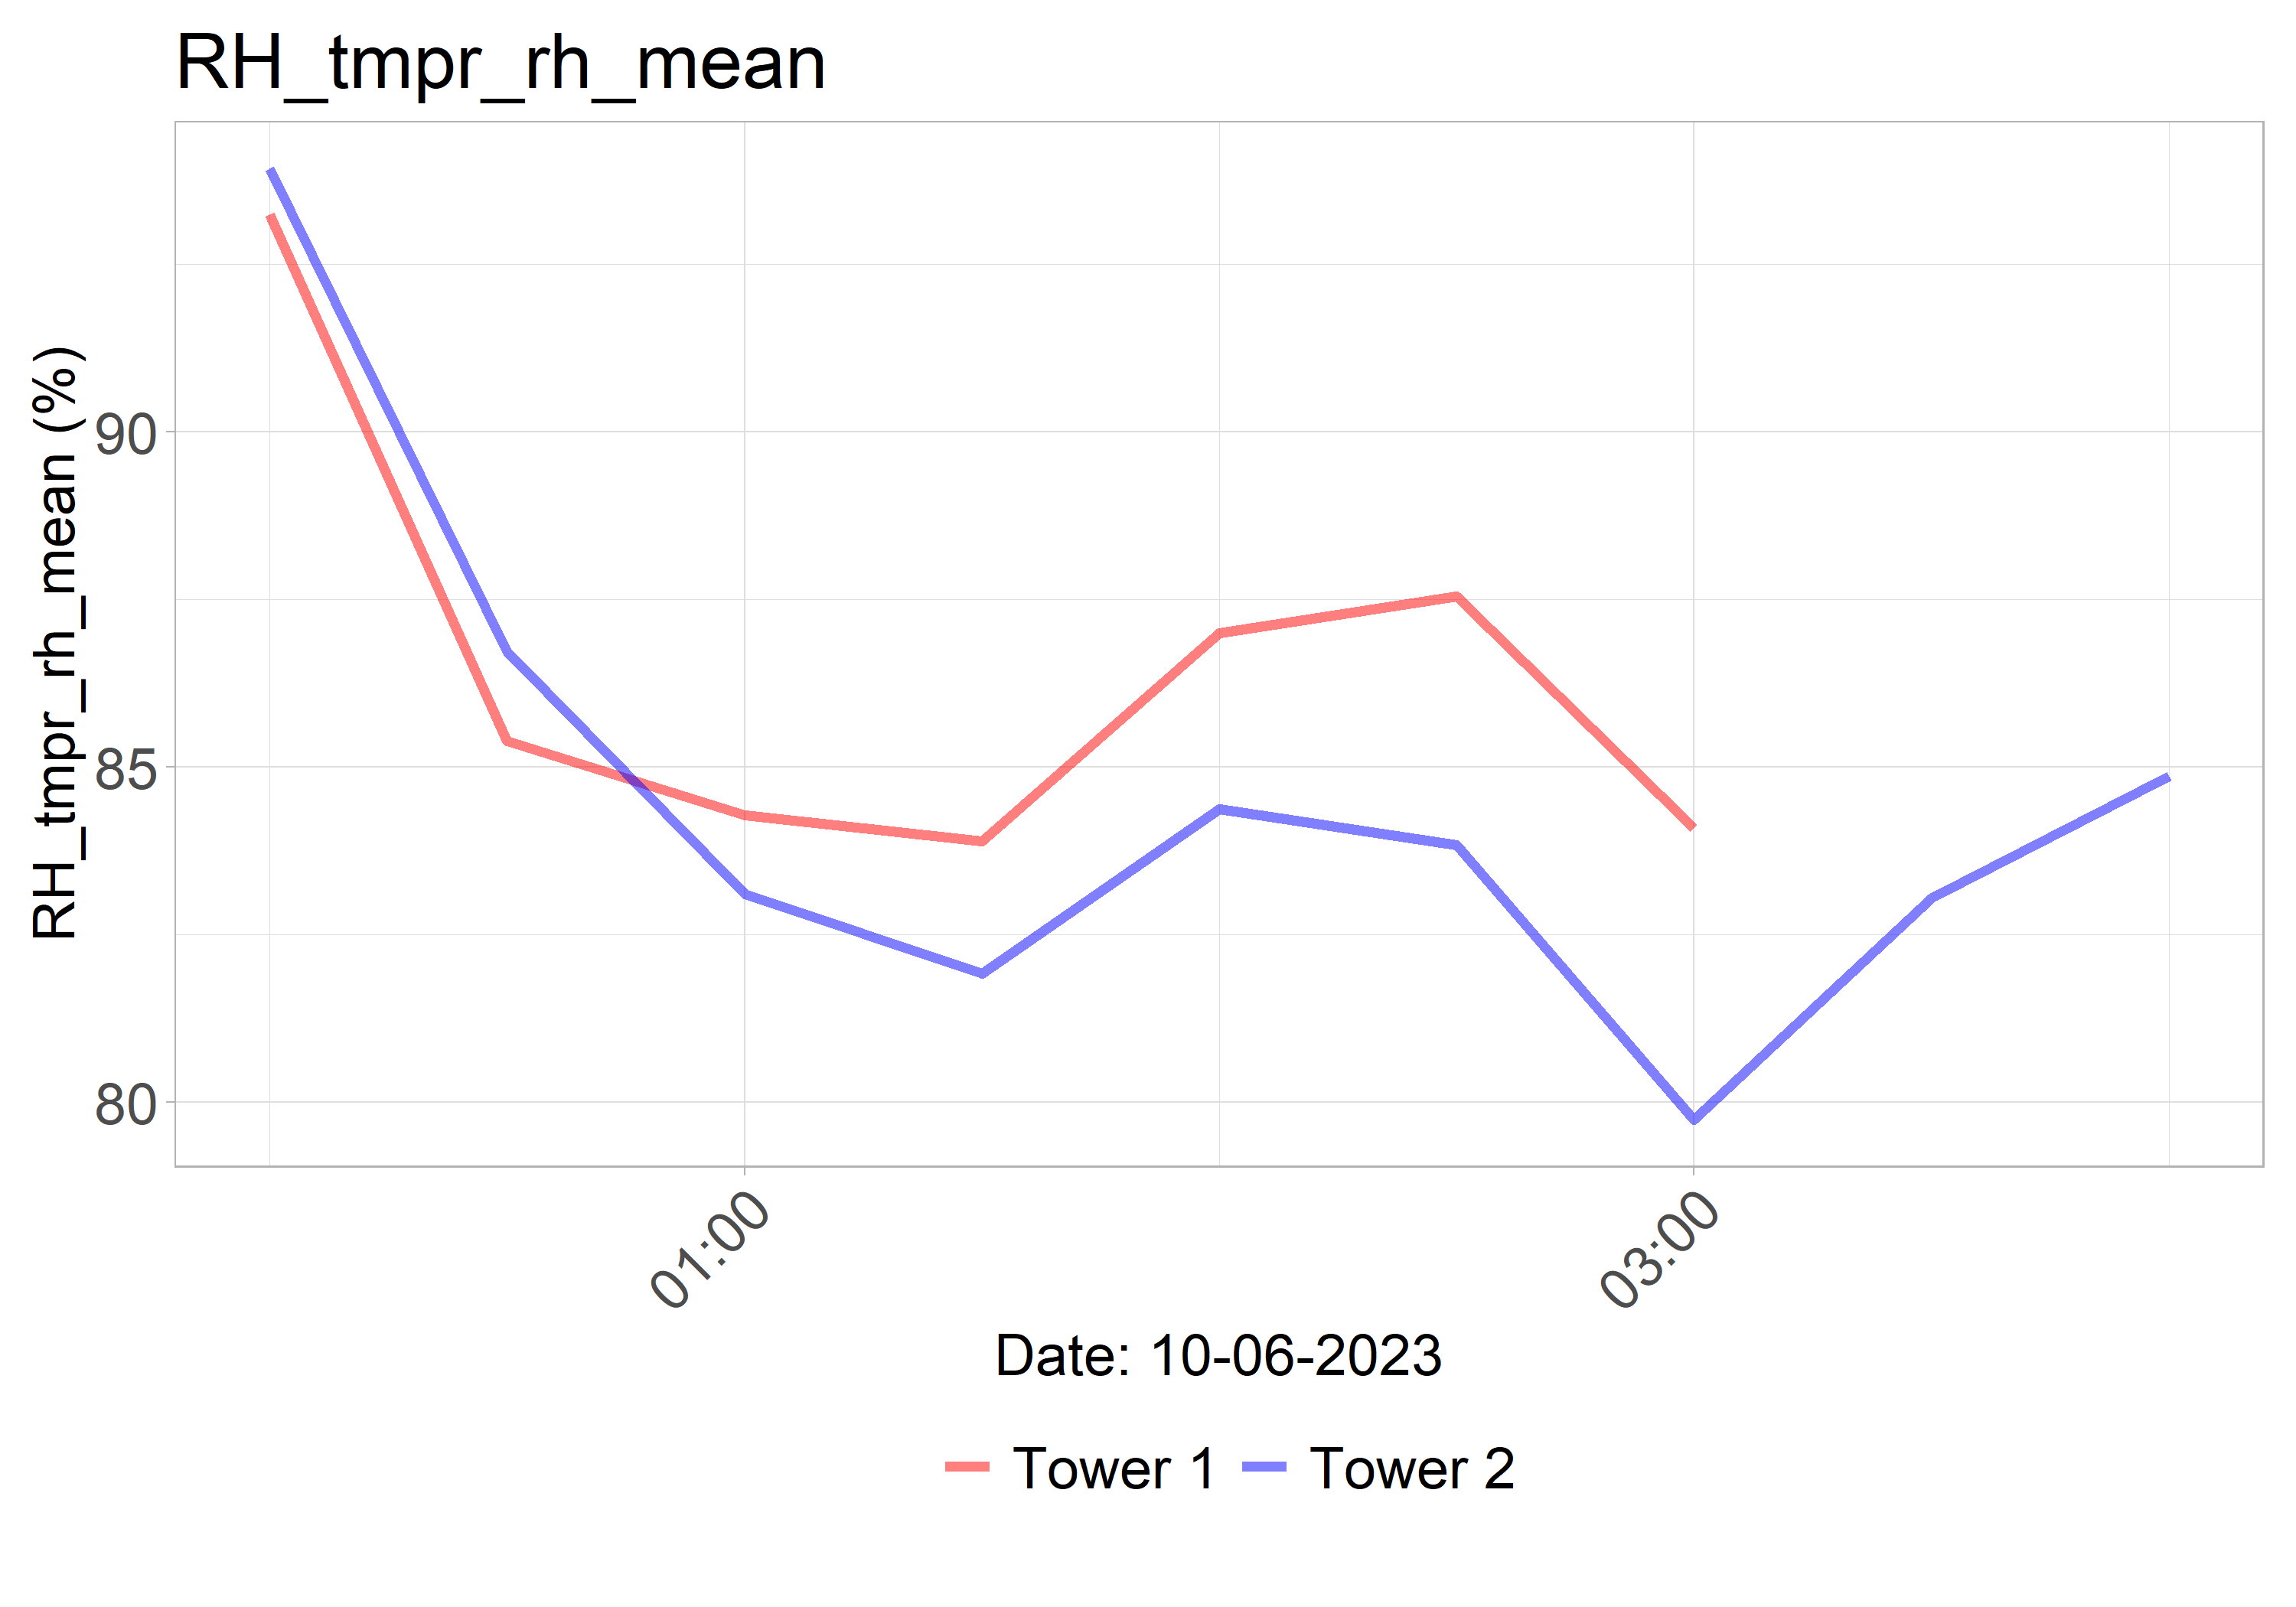 RH_tmpr_rh_mean
RH_tmpr_rh_mean (%)
90
85
80
01:00
03:00
Date: 10-06-2023
Tower 1
Tower 2